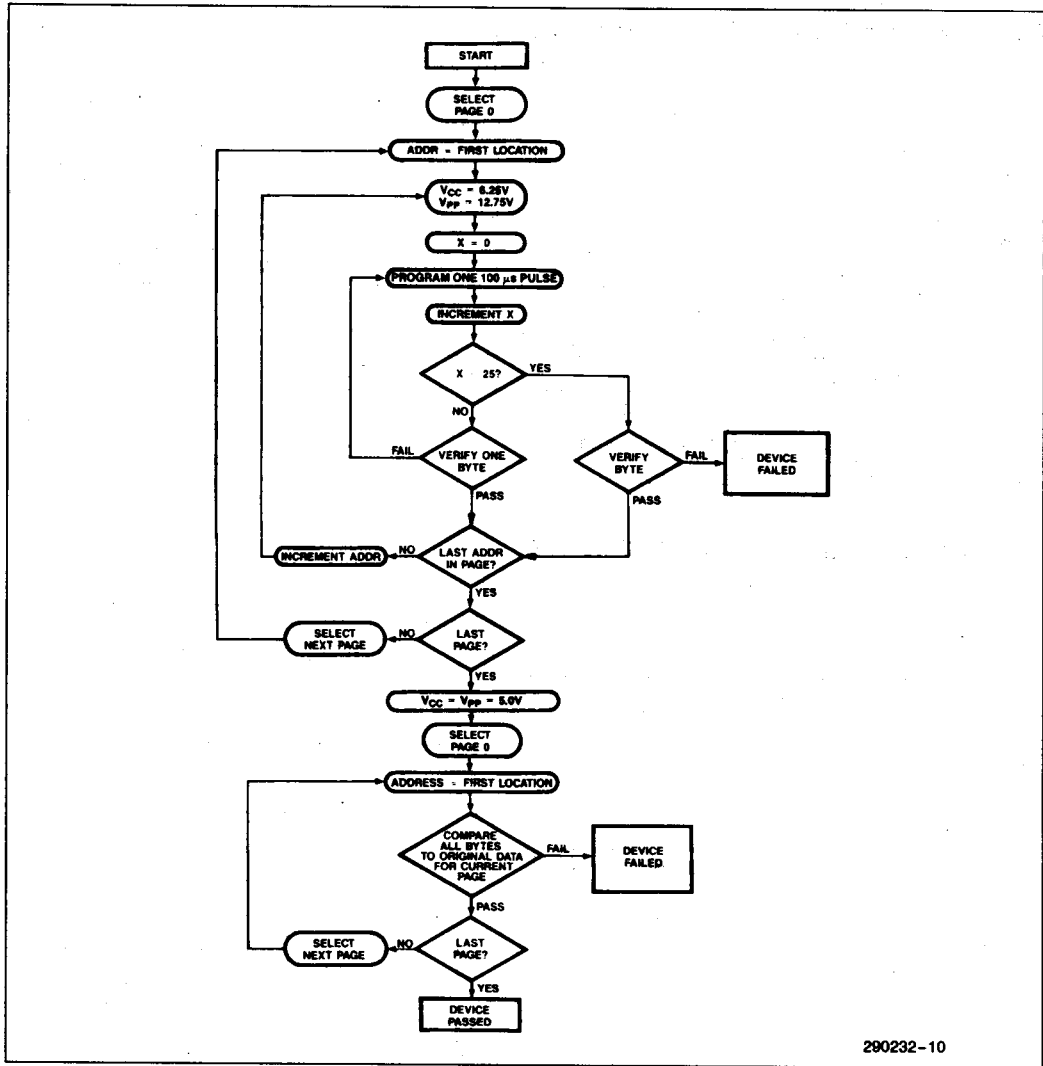 START
SELECT
PAGE 0
ADDR = FIRST LOCATION
VCC = 6.25V
VPP = 12.75V
X = 0
PROGRAM ONE 100 µs PULSE
INCREMENT X
X 25?
YES
NO
FAIL
VERIFY ONE
BYTE
PASS
VERIFY
BYTE
FAIL
DEVICE
FAILED
PASS
INCREMENT ADDR
NO
LAST ADDR
IN PAGE?
YES
SELECT
NEXT PAGE
NO
LAST
PAGE?
YES
VCC = VPP = 5.0V
SELECT
PAGE 0
ADDRESS = FIRST LOCATION
COMPARE
ALL BYTES
TO ORIGINAL DATA
FOR CURRENT
PAGE
FAIL
DEVICE
FAILED
PASS
SELECT
NEXT PAGE
NO
LAST
PAGE?
YES
DEVICE
PASSED
290232-10